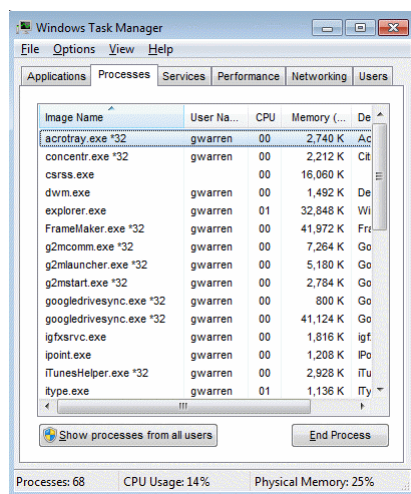 Windows Task Manager
File Options View Help
Applications Processes Services Performance Networking Users
Image Name User Na... CPU Memory (... De
acrotray.exe *32 gwarren 00 2,740 K Ac
concentr.exe *32 gwarren 00 2,212 K Cit
csrss.exe 00 16,060 K
dwm.exe gwarren 00 1,492 K De
explorer.exe gwarren 01 32,848 K Wi
FrameMaker.exe *32 gwarren 00 41,972 K Fra
g2mcomm.exe *32 gwarren 00 7,264 K Go
g2mlauncher.exe *32 gwarren 00 5,180 K Go
g2mstart.exe *32 gwarren 00 2,784 K Go
googledrivesync.exe *32 gwarren 00 800 K Go
googledrivesync.exe *32 gwarren 00 41,124 K Go
igfxsrvc.exe gwarren 00 1,816 K igf
ipoint.exe gwarren 00 1,208 K IPo
iTunesHelper.exe *32 gwarren 00 2,928 K iTu
itype.exe gwarren 01 1,136 K ITy
Show processes from all users End Process
Processes: 68 CPU Usage: 14% Physical Memory: 25%